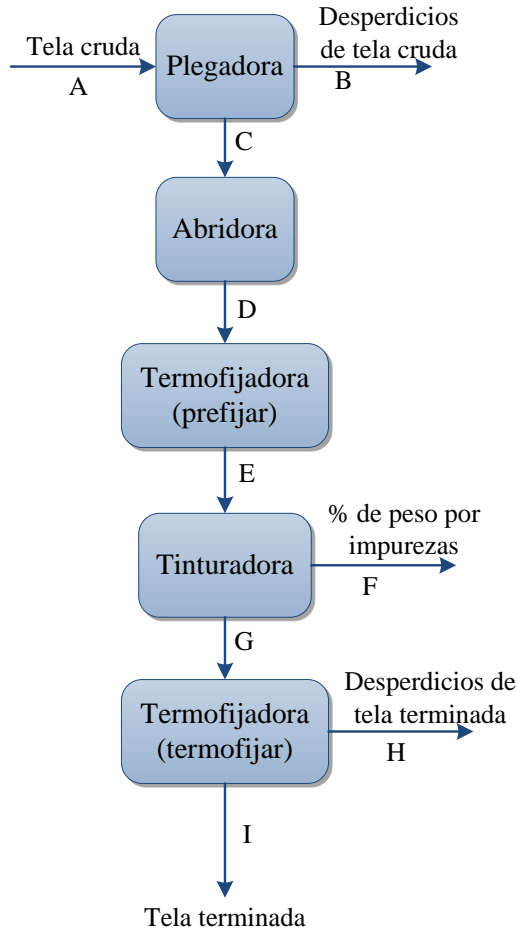 Tela cruda
A
Plegadora
Desperdicios
de tela cruda
B
C
Abridora
D
Termofijadora
(prefijar)
E
Tinturadora
% de peso por
impurezas
F
G
Termofijadora
(termofijar)
Desperdicios de
tela terminada
H
I
Tela terminada